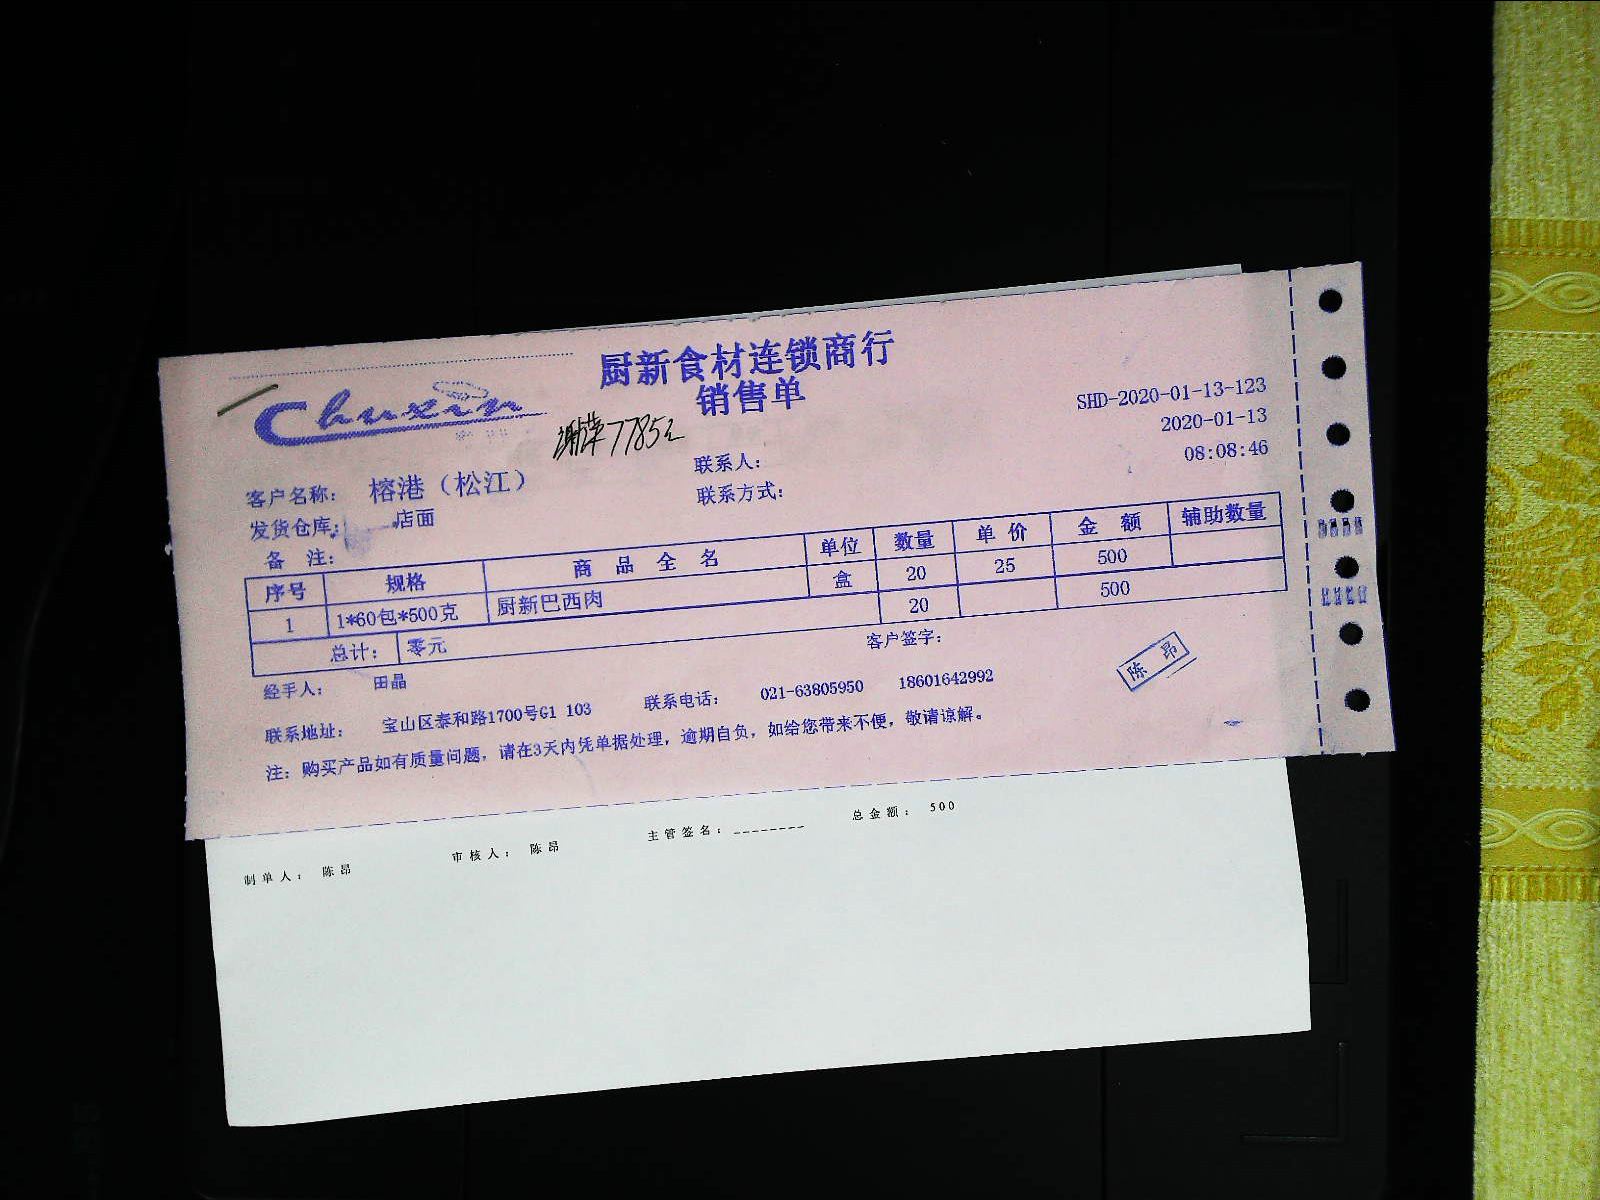 厨新食材连锁商行
销售单
Chuxin
7785元
SHD-2020-01-13-123
2020-01-13
08:08:46
客户名称： 榕港（松江） 联系人：
发货仓库： 店面 联系方式：
备 注：
序号 规格 商 品 全 名 单位 数量 单 价 金 额 辅助数量
1 1*60包*500克 厨新巴西肉 盒 20 25 500
总计： 零元 20 500
经手人： 田晶 客户签字：
陈 昂
联系地址： 宝山区泰和路1700号G1 103 联系电话： 021-63805950 18601642992
注：购买产品如有质量问题，请在3天内凭单据处理，逾期自负，如给您带来不便，敬请谅解。
制单人： 陈昂 审核人： 陈昂 主管签名：________ 总金额： 500